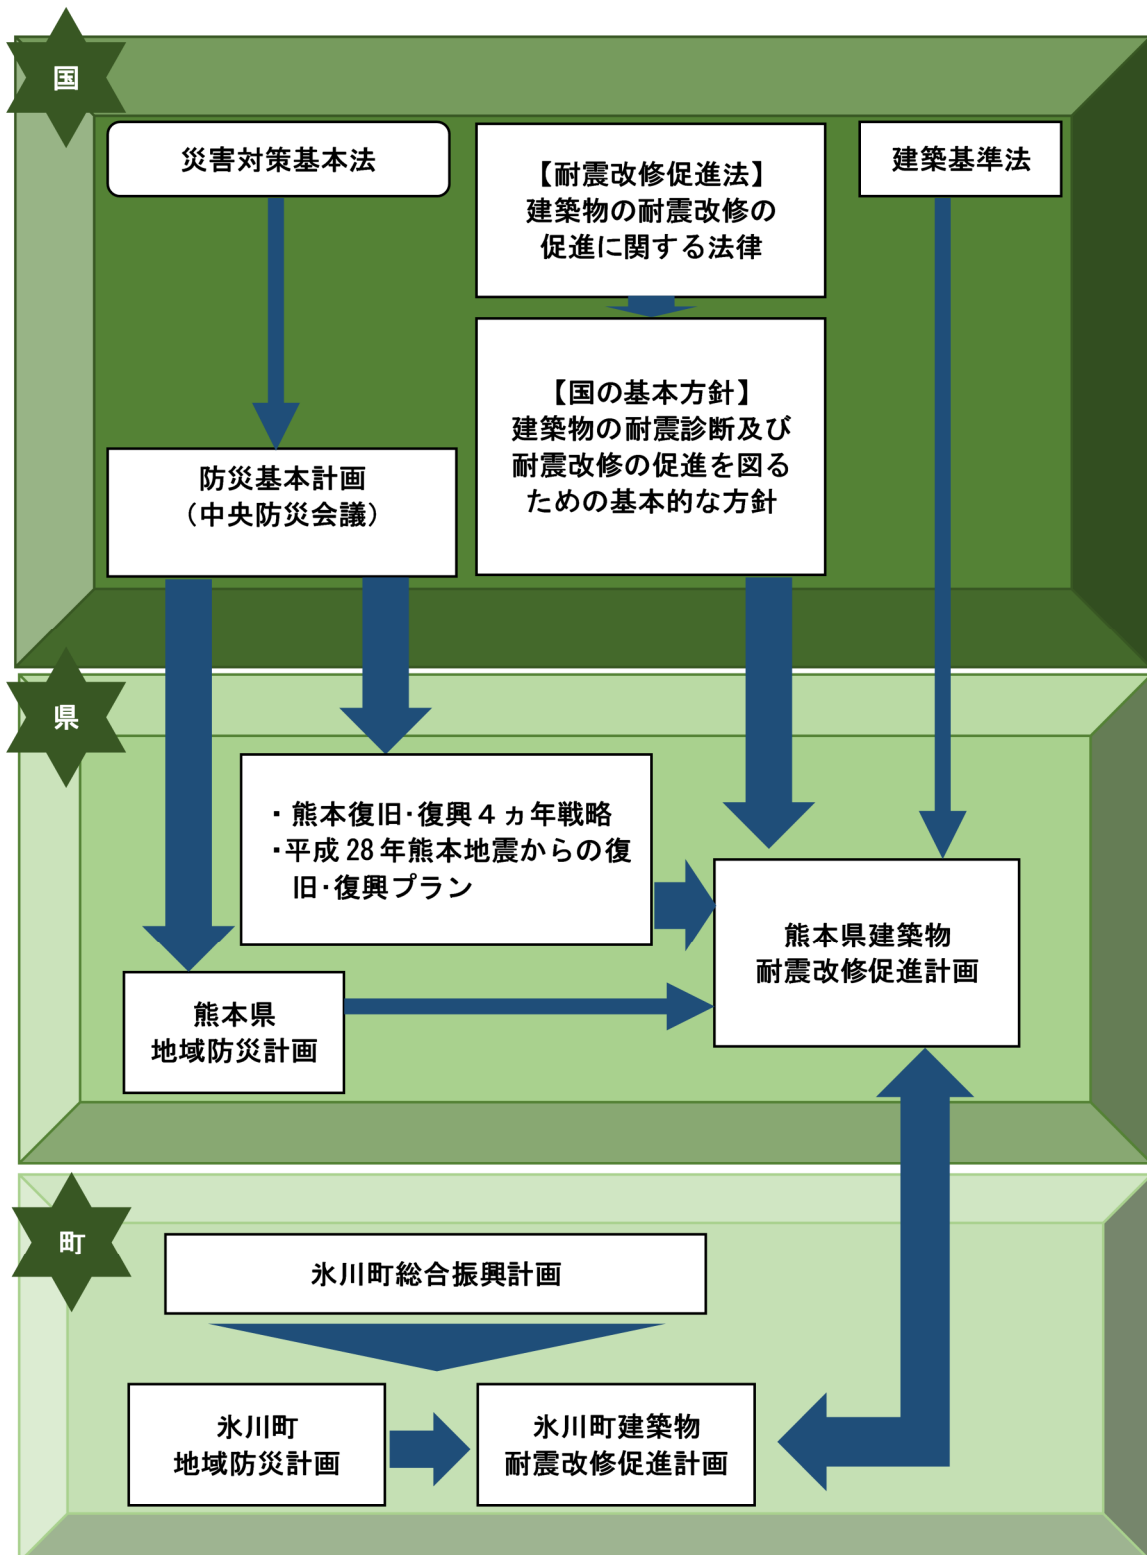 国
災害対策基本法
【耐震改修促進法】
建築物の耐震改修の
促進に関する法律
建築基準法
【国の基本方針】
建築物の耐震診断及び
耐震改修の促進を図る
ための基本的な方針
防災基本計画
（中央防災会議）
県
・熊本復旧・復興４ヵ年戦略
・平成28年熊本地震からの復
旧・復興プラン
熊本県建築物
耐震改修促進計画
熊本県
地域防災計画
町
氷川町総合振興計画
氷川町
地域防災計画
氷川町建築物
耐震改修促進計画